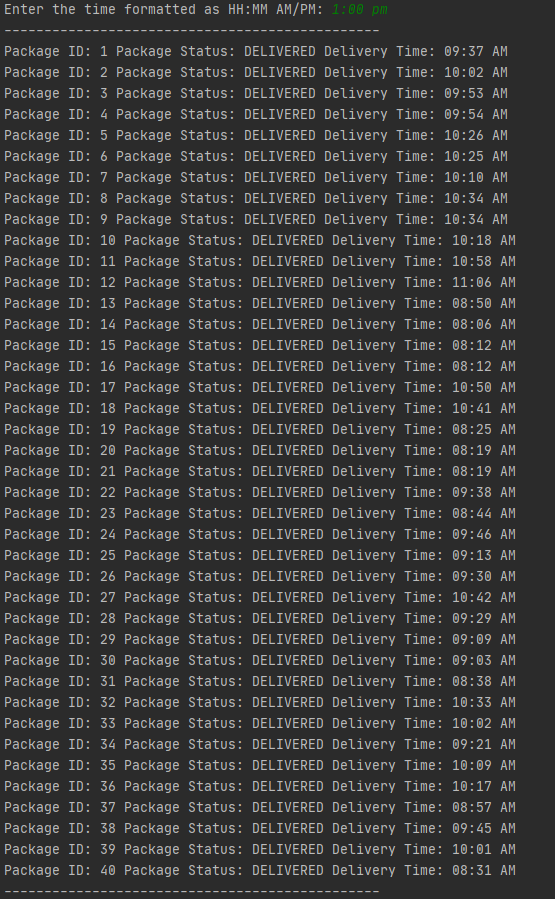 Enter the time formatted as HH:MM AM/PM: 1:00 pm
-----------------------------------------------
Package ID: 1 Package Status: DELIVERED Delivery Time: 09:37 AM
Package ID: 2 Package Status: DELIVERED Delivery Time: 10:02 AM
Package ID: 3 Package Status: DELIVERED Delivery Time: 09:53 AM
Package ID: 4 Package Status: DELIVERED Delivery Time: 09:54 AM
Package ID: 5 Package Status: DELIVERED Delivery Time: 10:26 AM
Package ID: 6 Package Status: DELIVERED Delivery Time: 10:25 AM
Package ID: 7 Package Status: DELIVERED Delivery Time: 10:10 AM
Package ID: 8 Package Status: DELIVERED Delivery Time: 10:34 AM
Package ID: 9 Package Status: DELIVERED Delivery Time: 10:34 AM
Package ID: 10 Package Status: DELIVERED Delivery Time: 10:18 AM
Package ID: 11 Package Status: DELIVERED Delivery Time: 10:58 AM
Package ID: 12 Package Status: DELIVERED Delivery Time: 11:06 AM
Package ID: 13 Package Status: DELIVERED Delivery Time: 08:50 AM
Package ID: 14 Package Status: DELIVERED Delivery Time: 08:06 AM
Package ID: 15 Package Status: DELIVERED Delivery Time: 08:12 AM
Package ID: 16 Package Status: DELIVERED Delivery Time: 08:12 AM
Package ID: 17 Package Status: DELIVERED Delivery Time: 10:50 AM
Package ID: 18 Package Status: DELIVERED Delivery Time: 10:41 AM
Package ID: 19 Package Status: DELIVERED Delivery Time: 08:25 AM
Package ID: 20 Package Status: DELIVERED Delivery Time: 08:19 AM
Package ID: 21 Package Status: DELIVERED Delivery Time: 08:19 AM
Package ID: 22 Package Status: DELIVERED Delivery Time: 09:38 AM
Package ID: 23 Package Status: DELIVERED Delivery Time: 08:44 AM
Package ID: 24 Package Status: DELIVERED Delivery Time: 09:46 AM
Package ID: 25 Package Status: DELIVERED Delivery Time: 09:13 AM
Package ID: 26 Package Status: DELIVERED Delivery Time: 09:30 AM
Package ID: 27 Package Status: DELIVERED Delivery Time: 10:42 AM
Package ID: 28 Package Status: DELIVERED Delivery Time: 09:29 AM
Package ID: 29 Package Status: DELIVERED Delivery Time: 09:09 AM
Package ID: 30 Package Status: DELIVERED Delivery Time: 09:03 AM
Package ID: 31 Package Status: DELIVERED Delivery Time: 08:38 AM
Package ID: 32 Package Status: DELIVERED Delivery Time: 10:33 AM
Package ID: 33 Package Status: DELIVERED Delivery Time: 10:02 AM
Package ID: 34 Package Status: DELIVERED Delivery Time: 09:21 AM
Package ID: 35 Package Status: DELIVERED Delivery Time: 10:09 AM
Package ID: 36 Package Status: DELIVERED Delivery Time: 10:17 AM
Package ID: 37 Package Status: DELIVERED Delivery Time: 08:57 AM
Package ID: 38 Package Status: DELIVERED Delivery Time: 09:45 AM
Package ID: 39 Package Status: DELIVERED Delivery Time: 10:01 AM
Package ID: 40 Package Status: DELIVERED Delivery Time: 08:31 AM
-----------------------------------------------